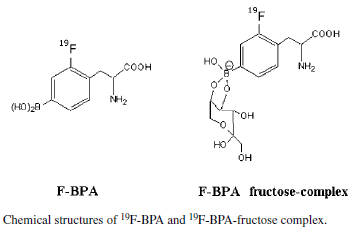 19F
COOH
NH2
(HO)2B
F-BPA
19F
COOH
NH2
HO
⊖
B
O
O
OH
O
HO
OH
F-BPA fructose-complex
Chemical structures of 19F-BPA and 19F-BPA-fructose complex.